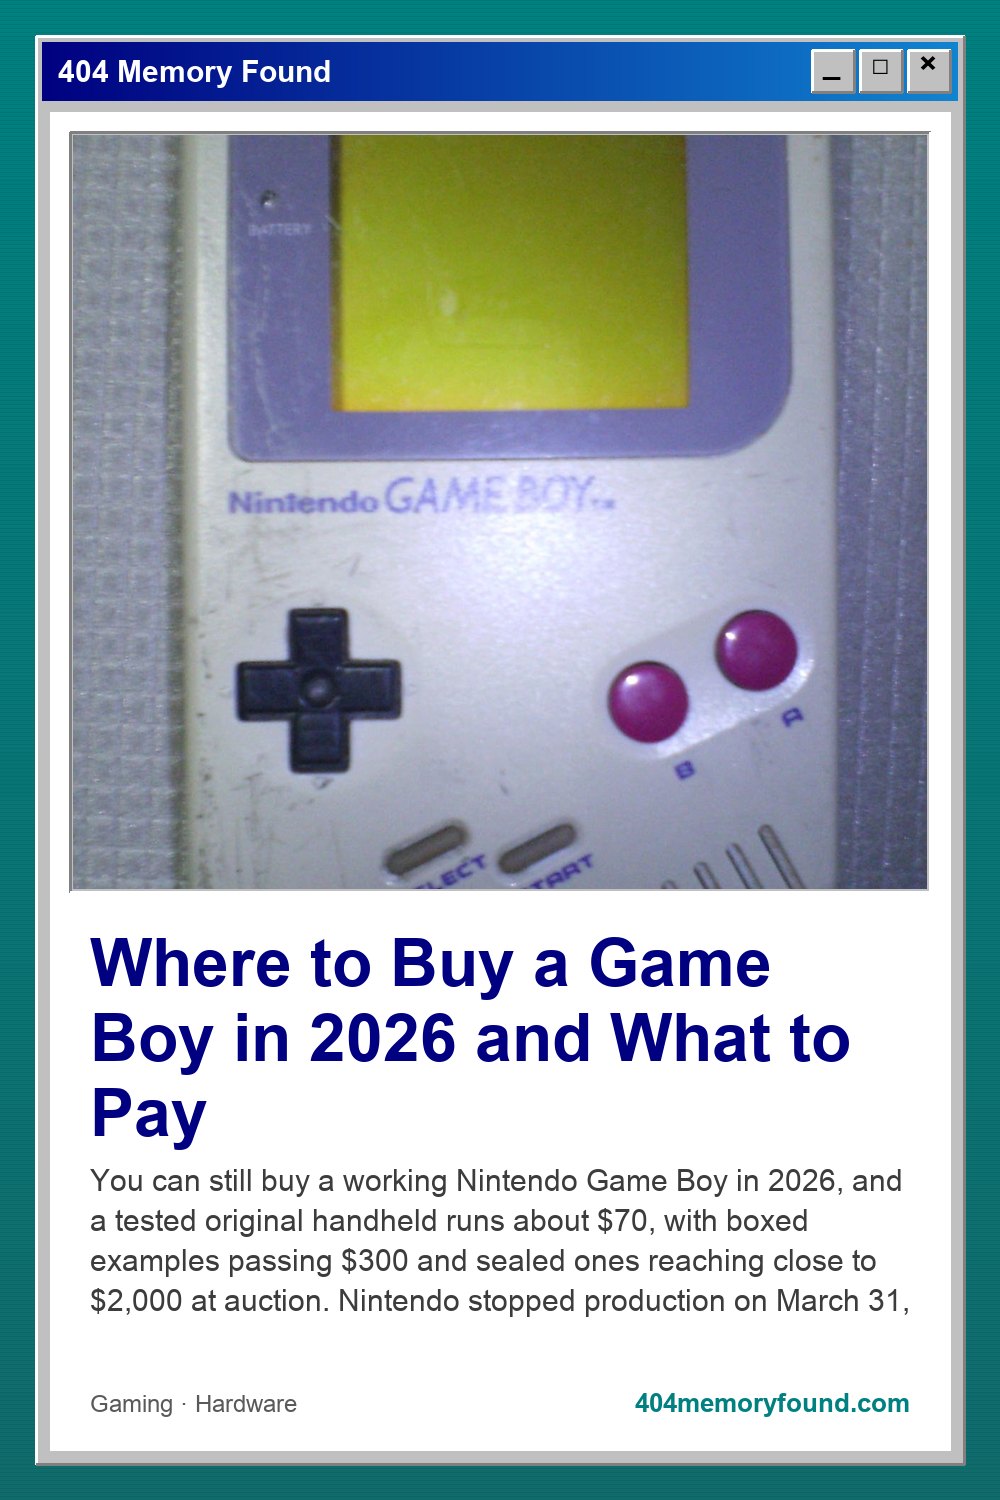 404 Memory Found
BATTERY
Nintendo GAME BOY TM
A
B
LECT
TART
Where to Buy a Game
Boy in 2026 and What to
Pay
You can still buy a working Nintendo Game Boy in 2026, and
a tested original handheld runs about $70, with boxed
examples passing $300 and sealed ones reaching close to
$2,000 at auction. Nintendo stopped production on March 31,
Gaming · Hardware
404memoryfound.com